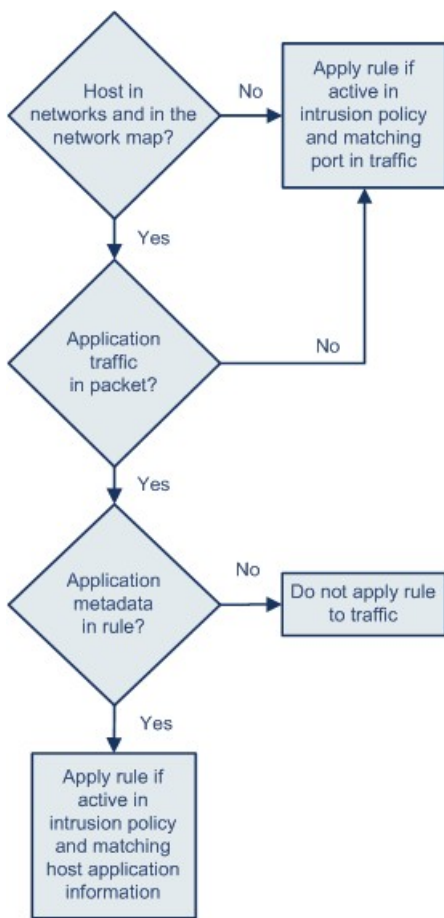 Host in
networks and in the
network map?
No
Apply rule if
active in
intrusion policy
and matching
port in traffic
Yes
Application
traffic
in packet?
No
Yes
Application
metadata
in rule?
No
Do not apply rule
to traffic
Yes
Apply rule if
active in
intrusion policy
and matching
host application
information